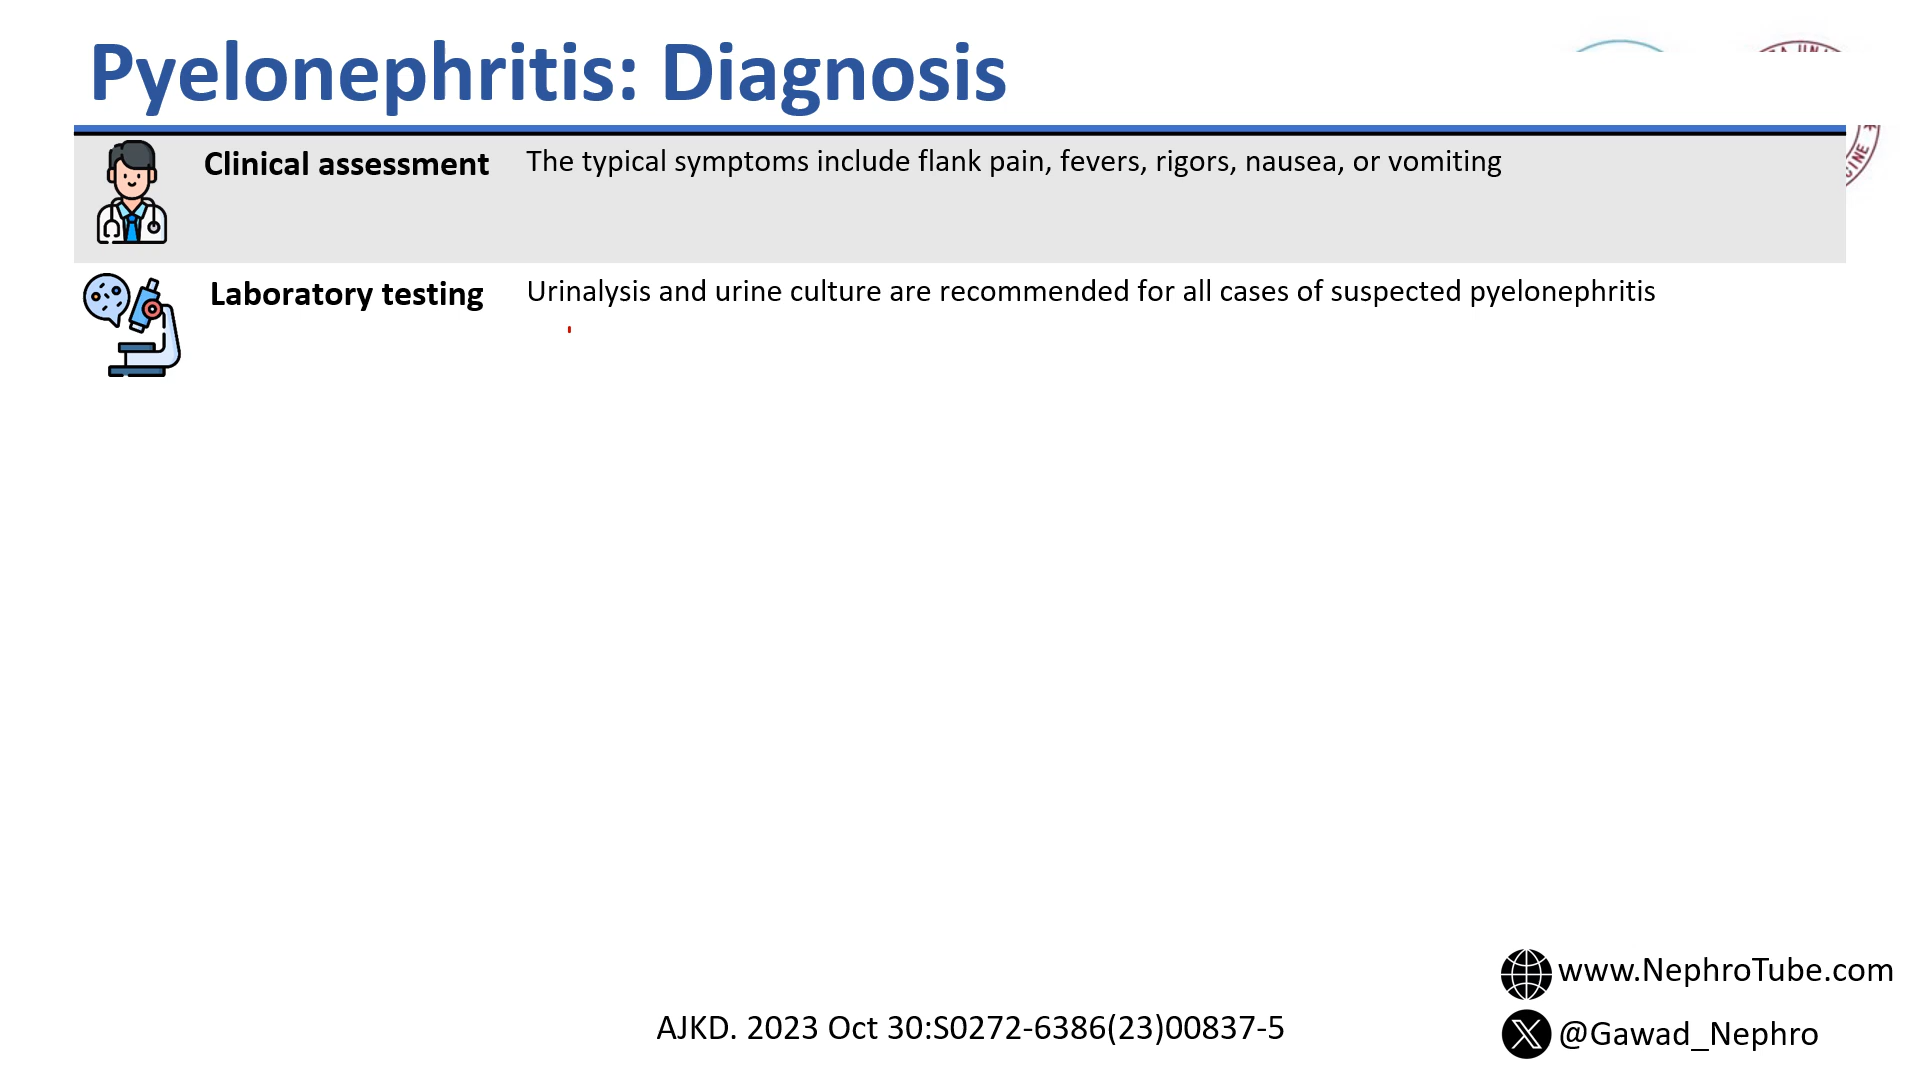 Pyelonephritis: Diagnosis
Clinical assessment
The typical symptoms include flank pain, fevers, rigors, nausea, or vomiting
Laboratory testing
Urinalysis and urine culture are recommended for all cases of suspected pyelonephritis
www.NephroTube.com
AJKD. 2023 Oct 30:S0272-6386(23)00837-5
@Gawad_Nephro